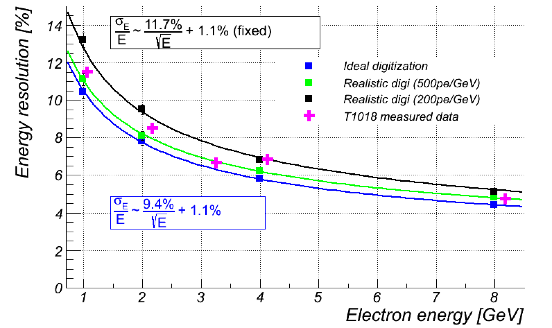 Energy resolution [%]
14
12
10
8
6
4
2
0
σE/E ~ 11.7%/√E + 1.1% (fixed)
Ideal digitization
Realistic digi (500pe/GeV)
Realistic digi (200pe/GeV)
T1018 measured data
σE/E ~ 9.4%/√E + 1.1%
1 2 3 4 5 6 7 8
Electron energy [GeV]